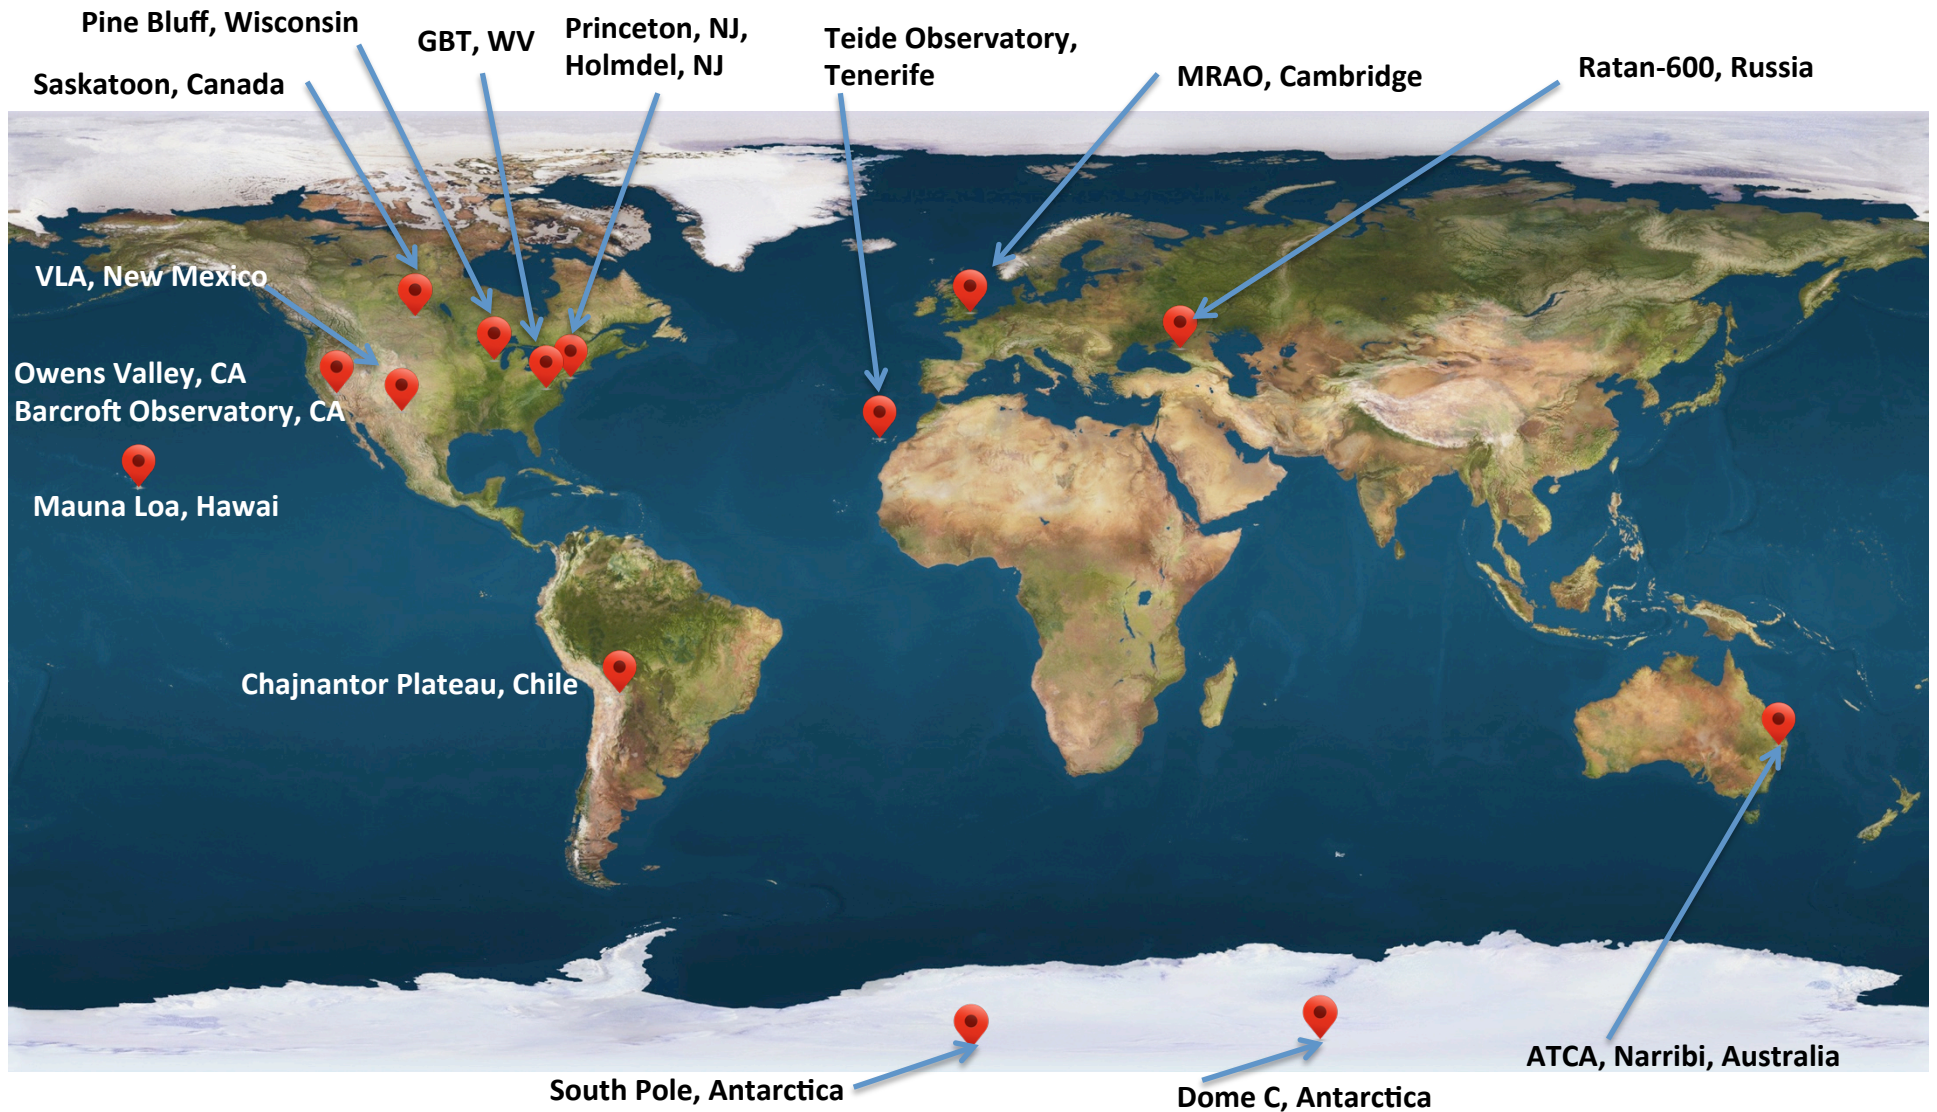 Pine Bluff, Wisconsin
Saskatoon, Canada
GBT, WV
Princeton, NJ,
Holmdel, NJ
Teide Observatory,
Tenerife
MRAO, Cambridge
Ratan-600, Russia
VLA, New Mexico
Owens Valley, CA
Barcroft Observatory, CA
Mauna Loa, Hawai
Chajnantor Plateau, Chile
ATCA, Narribi, Australia
South Pole, Antarctica
Dome C, Antarctica